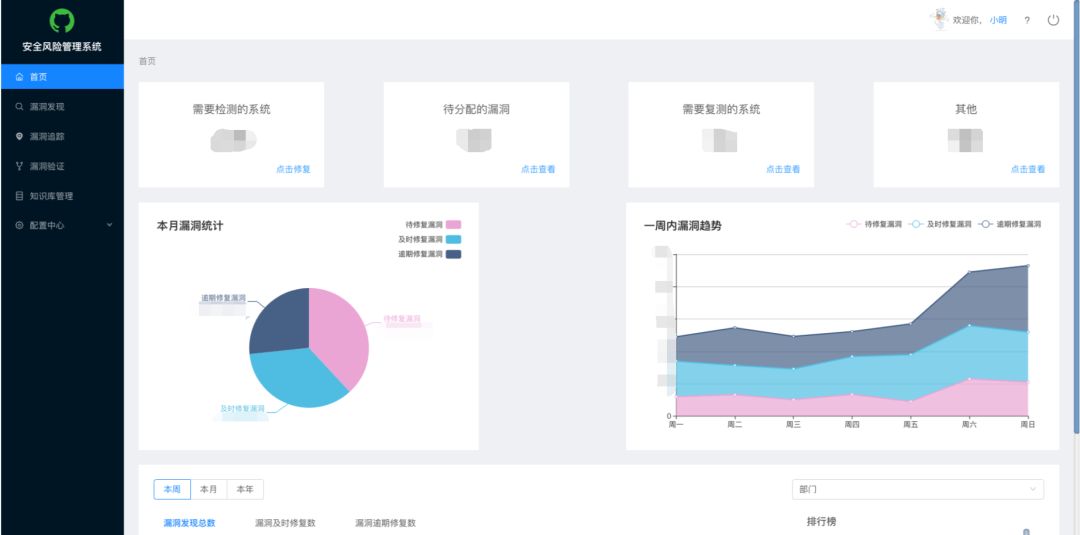 安全风险管理系统
首页
漏洞发现
漏洞追踪
漏洞验证
知识库管理
配置中心
欢迎你， 小明 ?
首页
需要检测的系统
点击修复
待分配的漏洞
点击查看
需要复测的系统
点击查看
其他
点击查看
本月漏洞统计
待修复漏洞
及时修复漏洞
逾期修复漏洞
逾期修复漏洞
待修复漏洞
及时修复漏洞
一周内漏洞趋势
待修复漏洞 及时修复漏洞 逾期修复漏洞
0
周一 周二 周三 周四 周五 周六 周日
本周 本月 本年
部门
漏洞发现总数 漏洞及时修复数 漏洞逾期修复数
排行榜